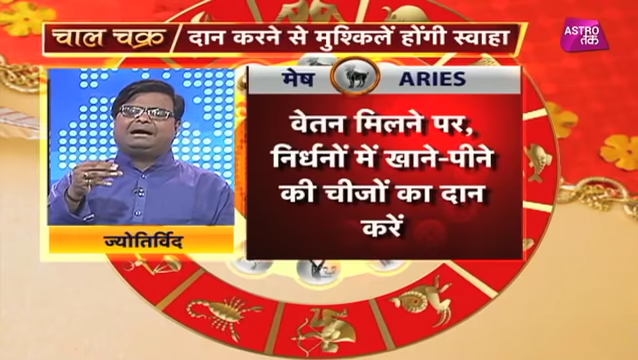 चाल चक्र दान करने से मुश्किलें होंगी स्वाहा
ASTRO
तक
मेष ARIES
वेतन मिलने पर,
निर्धनों में खाने-पीने
की चीजों का दान
करें
ज्योतिर्विद